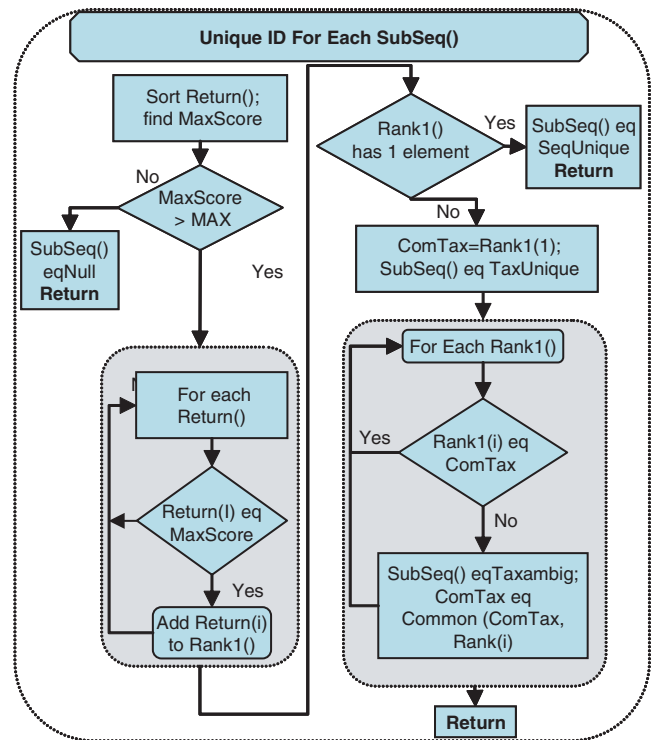 Unique ID For Each SubSeq()
Sort Return();
find MaxScore
No
MaxScore
> MAX
SubSeq()
eqNull
Return
Yes
For each
Return()
Return(I) eq
MaxScore
Yes
Add Return(i)
to Rank1()
Rank1()
has 1 element
Yes
SubSeq() eq
SeqUnique
Return
No
ComTax=Rank1(1);
SubSeq() eq TaxUnique
For Each Rank1()
Yes
Rank1(i) eq
ComTax
No
SubSeq() eqTaxambig;
ComTax eq
Common (ComTax,
Rank(i)
Return